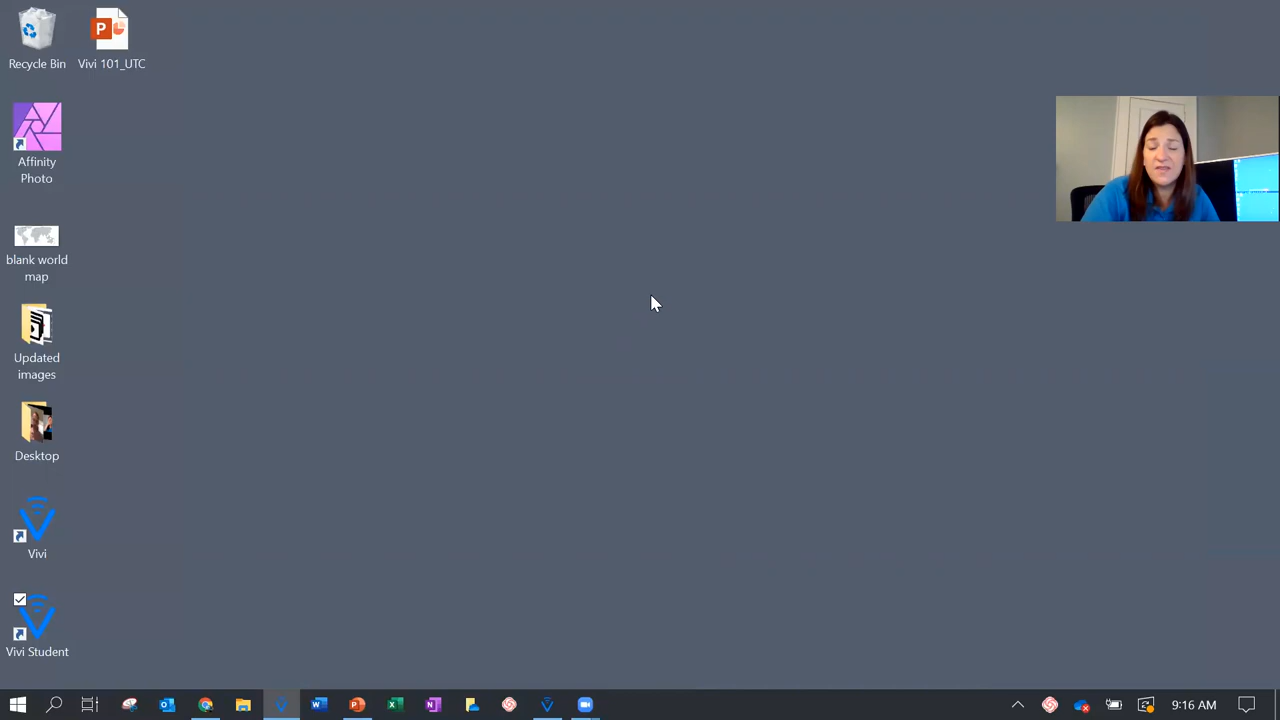 Recycle Bin
Vivi 101_UTC
Affinity
Photo
blank world
map
Updated
images
Desktop
Vivi
Vivi Student
9:16 AM